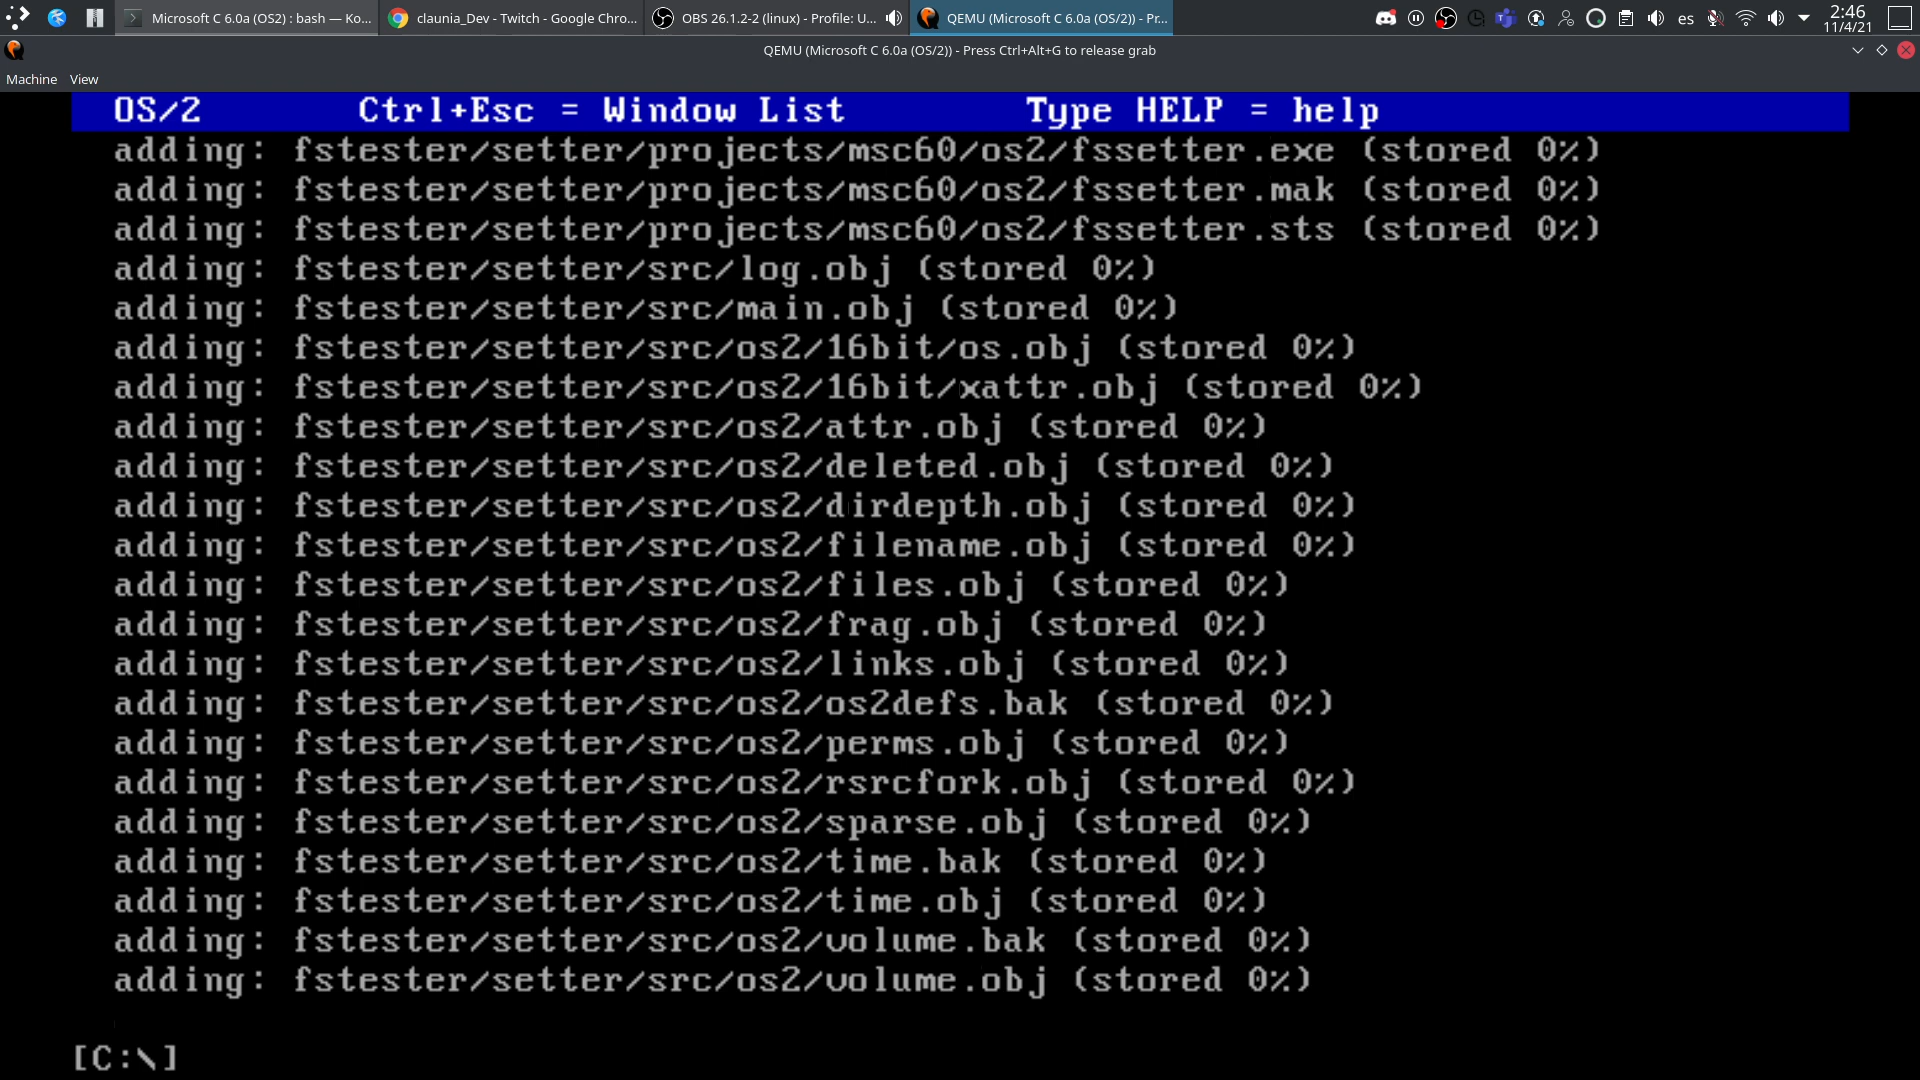 Microsoft C 6.0a (OS2) : bash — Ko...
claunia_Dev - Twitch - Google Chro...
OBS 26.1.2-2 (linux) - Profile: U...
QEMU (Microsoft C 6.0a (OS/2)) - Pr...
es
2:46
11/4/21
QEMU (Microsoft C 6.0a (OS/2)) - Press Ctrl+Alt+G to release grab
Machine View
OS/2 Ctrl+Esc = Window List Type HELP = help
adding: fstester/setter/projects/msc60/os2/fssetter.exe (stored 0%)
adding: fstester/setter/projects/msc60/os2/fssetter.mak (stored 0%)
adding: fstester/setter/projects/msc60/os2/fssetter.sts (stored 0%)
adding: fstester/setter/src/log.obj (stored 0%)
adding: fstester/setter/src/main.obj (stored 0%)
adding: fstester/setter/src/os2/16bit/os.obj (stored 0%)
adding: fstester/setter/src/os2/16bit/xattr.obj (stored 0%)
adding: fstester/setter/src/os2/attr.obj (stored 0%)
adding: fstester/setter/src/os2/deleted.obj (stored 0%)
adding: fstester/setter/src/os2/dirdepth.obj (stored 0%)
adding: fstester/setter/src/os2/filename.obj (stored 0%)
adding: fstester/setter/src/os2/files.obj (stored 0%)
adding: fstester/setter/src/os2/frag.obj (stored 0%)
adding: fstester/setter/src/os2/links.obj (stored 0%)
adding: fstester/setter/src/os2/os2defs.bak (stored 0%)
adding: fstester/setter/src/os2/perms.obj (stored 0%)
adding: fstester/setter/src/os2/rsrcfork.obj (stored 0%)
adding: fstester/setter/src/os2/sparse.obj (stored 0%)
adding: fstester/setter/src/os2/time.bak (stored 0%)
adding: fstester/setter/src/os2/time.obj (stored 0%)
adding: fstester/setter/src/os2/volume.bak (stored 0%)
adding: fstester/setter/src/os2/volume.obj (stored 0%)
[C:\]